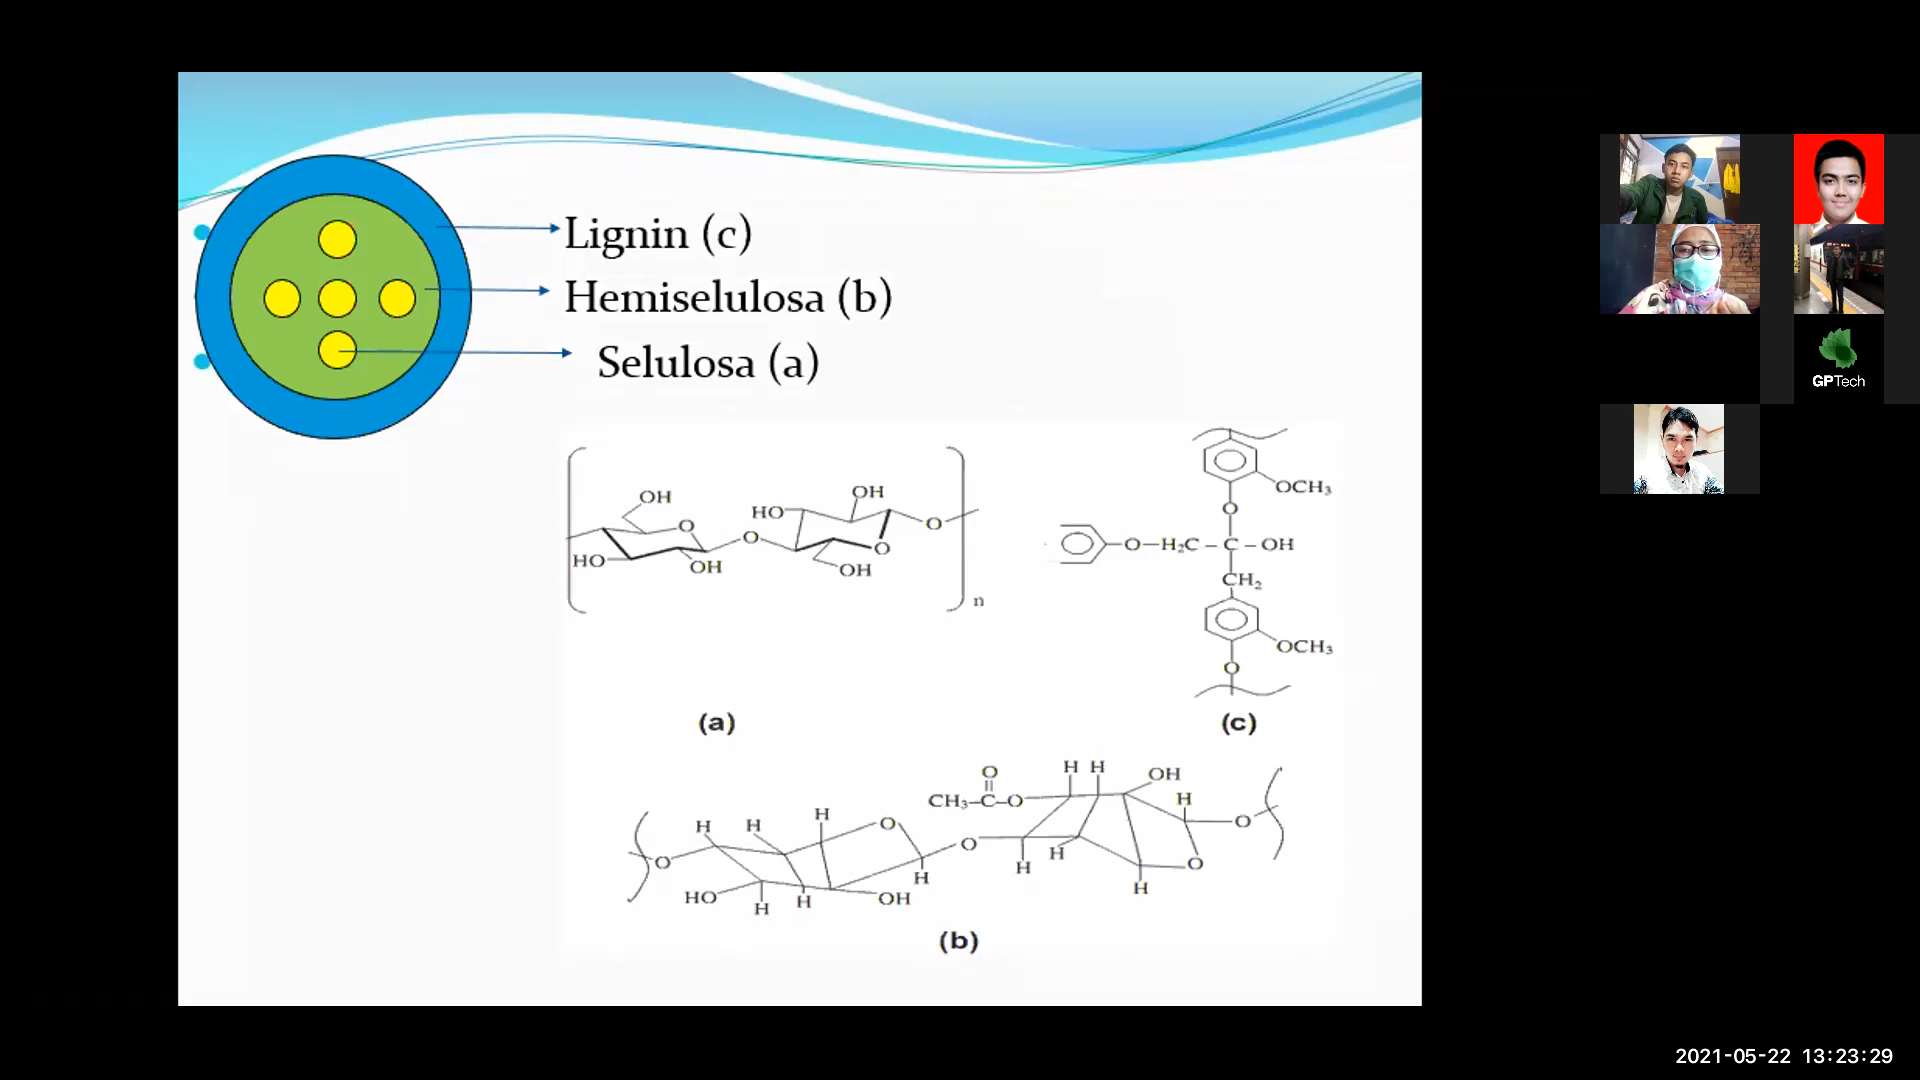 Lignin (c)
Hemiselulosa (b)
Selulosa (a)
OH
O
HO
OH
O
HO
OH
O
OH
O
n
(a)
OCH₃
O
O–H₂C–C–OH
CH₂
OCH₃
O
(c)
O
CH₃–C–O
H H
OH
H
O
H
H
H
O
O
H
H
H
O
O
H
HO
H
H
OH
H
(b)
GPTech
2021-05-22 13:23:29